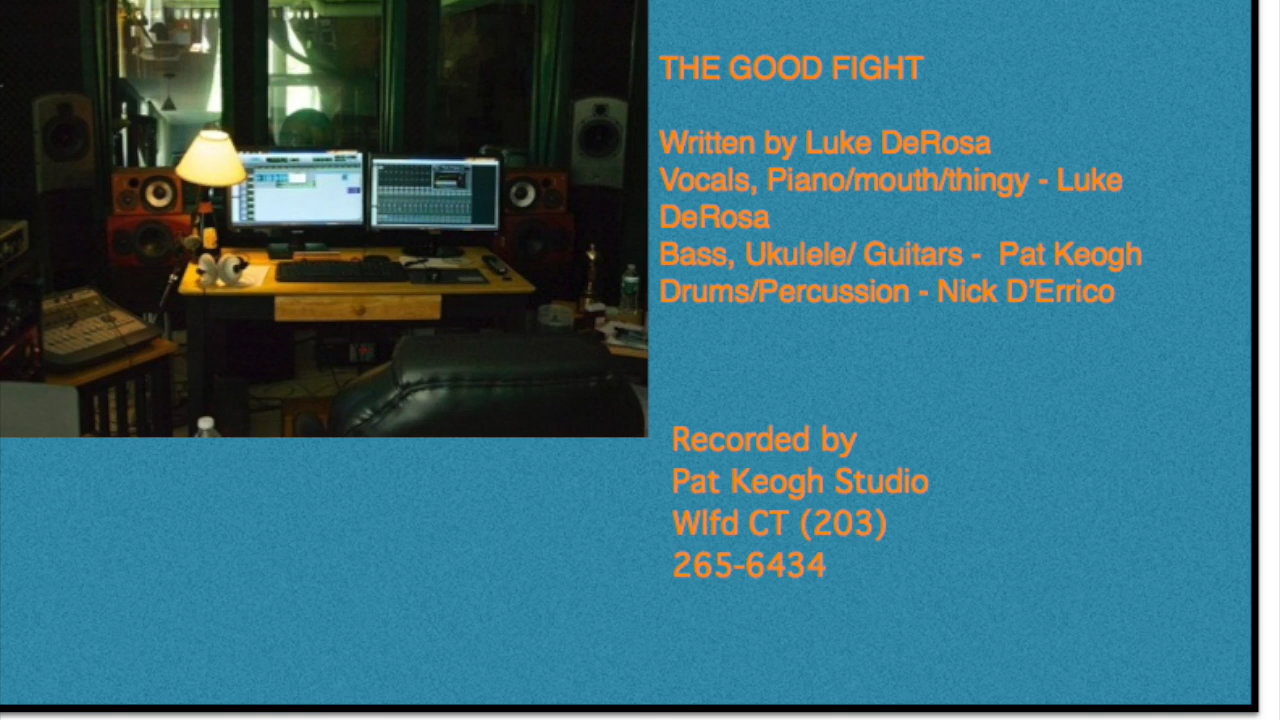 THE GOOD FIGHT
Written by Luke DeRosa
Vocals, Piano/mouth/thingy - Luke
DeRosa
Bass, Ukulele/ Guitars -  Pat Keogh
Drums/Percussion - Nick D'Errico
Recorded by
Pat Keogh Studio
Wlfd CT (203)
265-6434